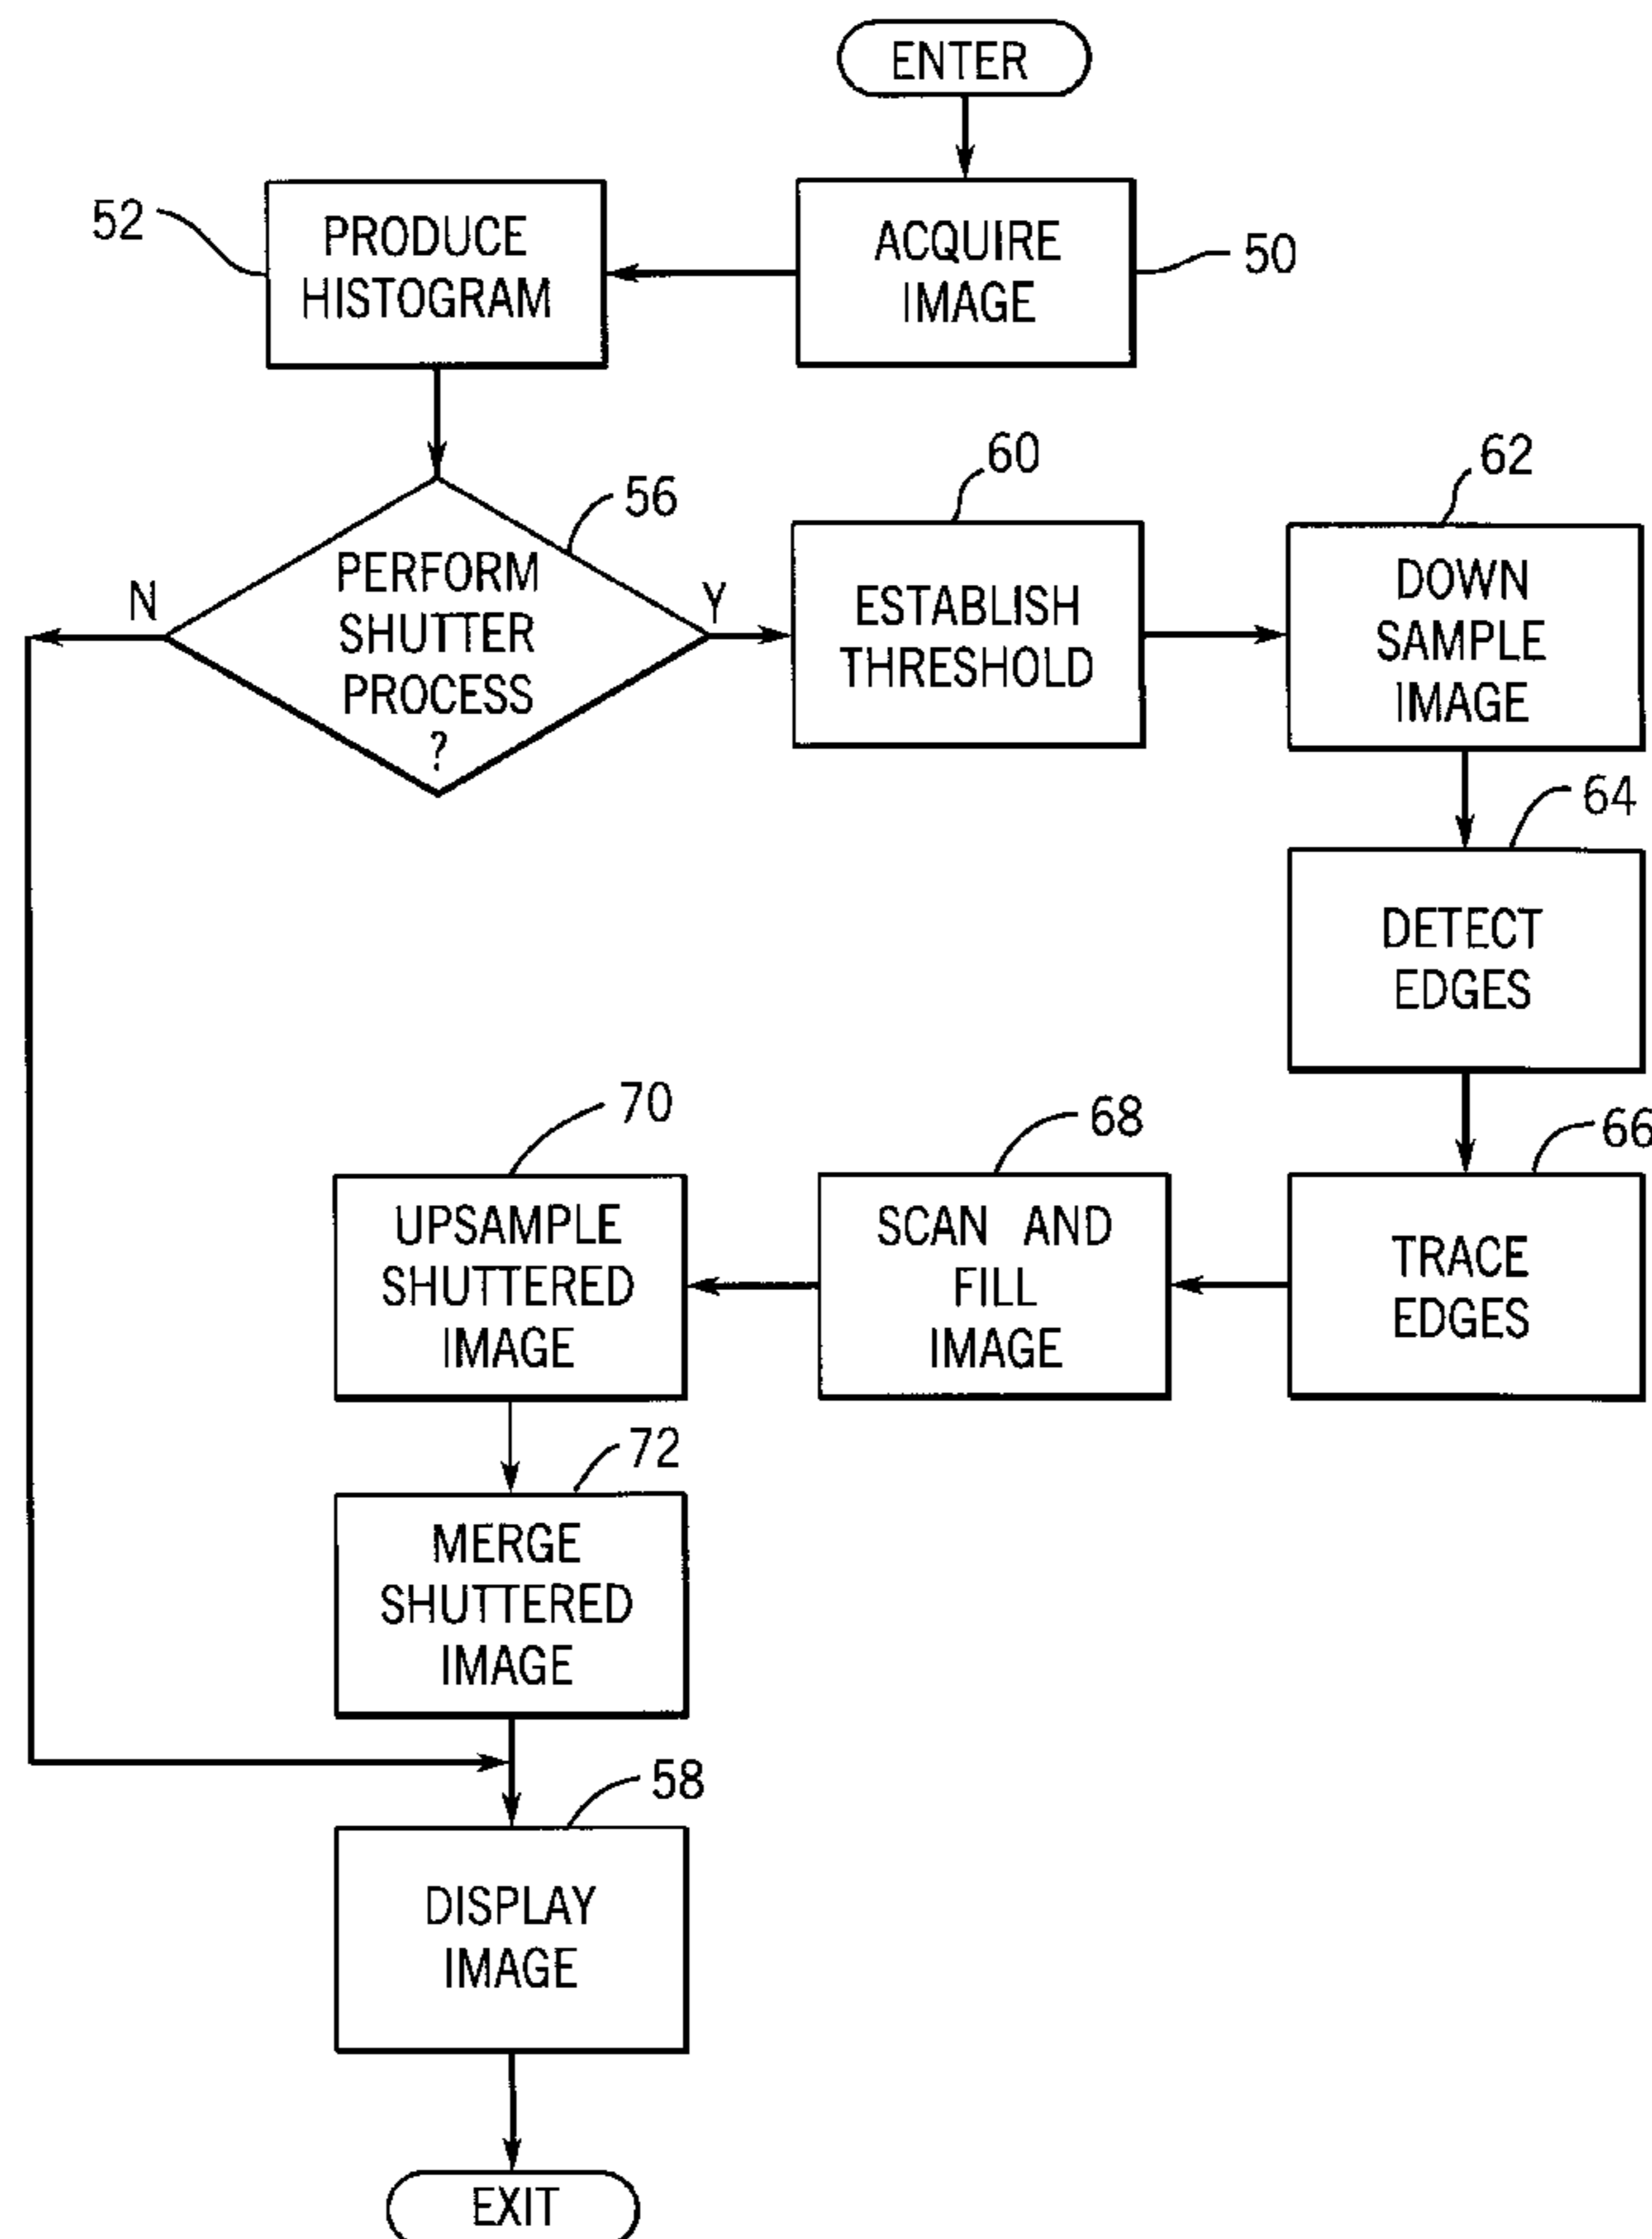 ENTER
52
PRODUCE
HISTOGRAM
ACQUIRE
IMAGE
50
56
PERFORM
SHUTTER
PROCESS
?
N
Y
60
ESTABLISH
THRESHOLD
62
DOWN
SAMPLE
IMAGE
64
DETECT
EDGES
66
TRACE
EDGES
68
SCAN AND
FILL
IMAGE
70
UPSAMPLE
SHUTTERED
IMAGE
72
MERGE
SHUTTERED
IMAGE
58
DISPLAY
IMAGE
EXIT